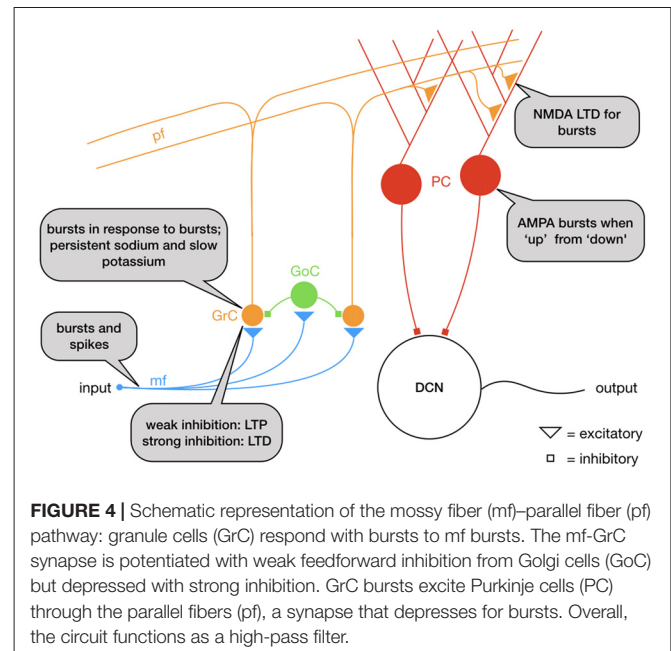 pf
NMDA LTD for
bursts
PC
AMPA bursts when
'up' from 'down'
bursts in response to bursts;
persistent sodium and slow
potassium
GoC
GrC
bursts and
spikes
input
mf
weak inhibition: LTP
strong inhibition: LTD
DCN
output
= excitatory
= inhibitory
FIGURE 4 | Schematic representation of the mossy fiber (mf)–parallel fiber (pf)
pathway: granule cells (GrC) respond with bursts to mf bursts. The mf-GrC
synapse is potentiated with weak feedforward inhibition from Golgi cells (GoC)
but depressed with strong inhibition. GrC bursts excite Purkinje cells (PC)
through the parallel fibers (pf), a synapse that depresses for bursts. Overall,
the circuit functions as a high-pass filter.